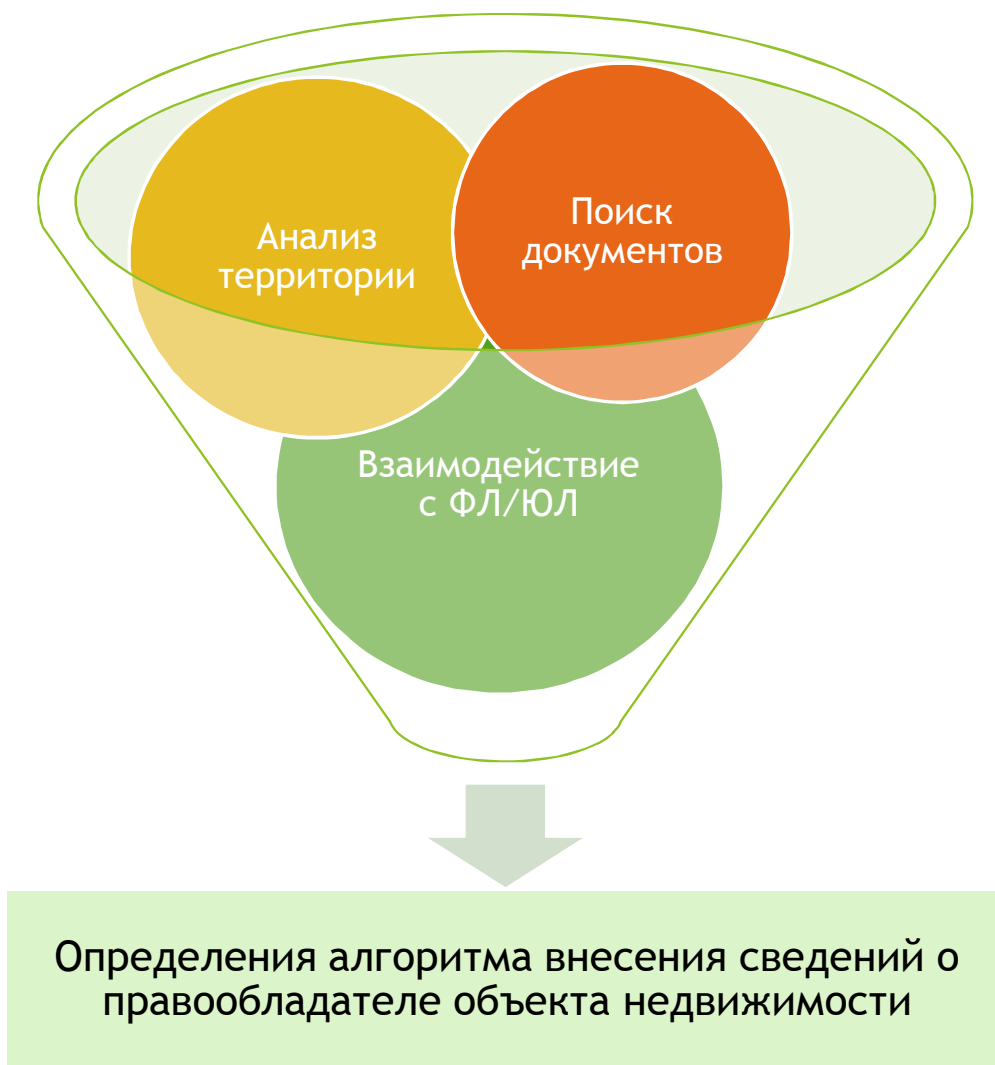 Анализ
территории
Поиск
документов
Взаимодействие
с ФЛ/ЮЛ
Определения алгоритма внесения сведений о
правообладателе объекта недвижимости